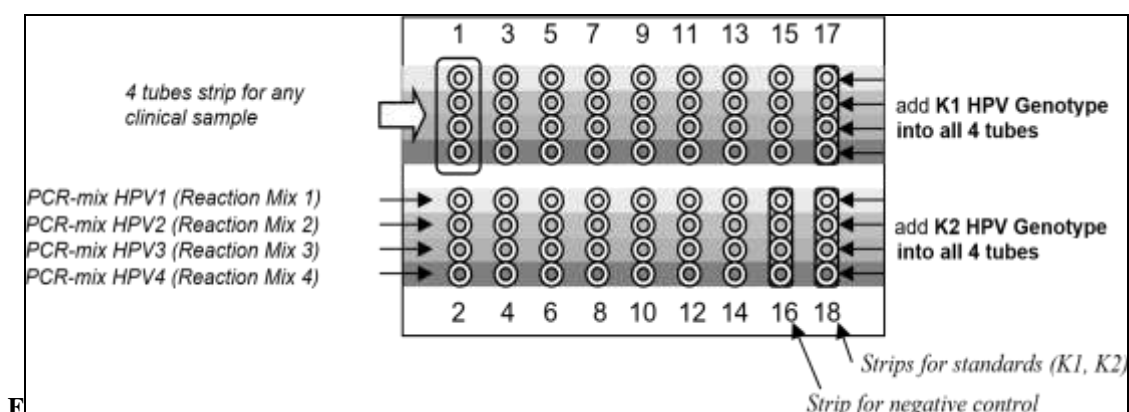 1 3 5 7 9 11 13 15 17
4 tubes strip for any
clinical sample
add K1 HPV Genotype
into all 4 tubes
PCR-mix HPV1 (Reaction Mix 1)
PCR-mix HPV2 (Reaction Mix 2)
PCR-mix HPV3 (Reaction Mix 3)
PCR-mix HPV4 (Reaction Mix 4)
add K2 HPV Genotype
into all 4 tubes
2 4 6 8 10 12 14 16 18
Strips for standards (K1, K2)
Strip for negative control
F